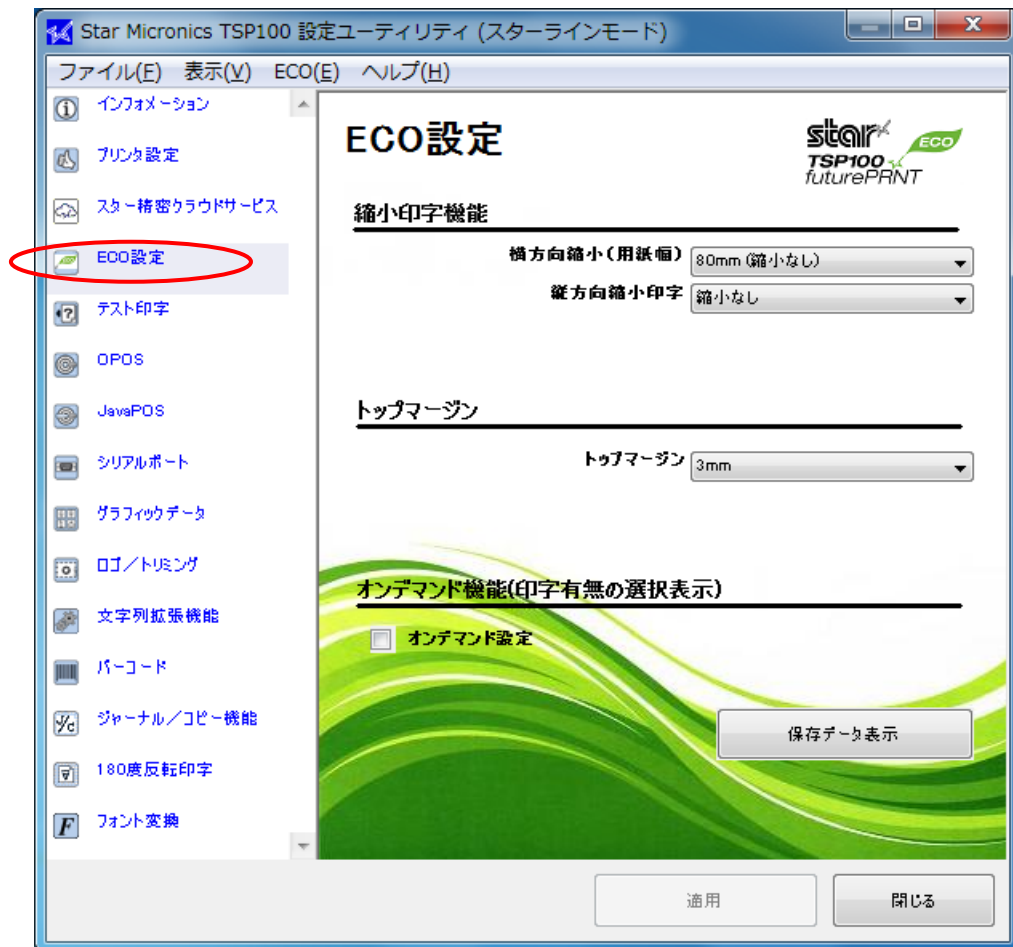 Star Micronics TSP100 設定ユーティリティ (スターラインモード)
ファイル(F) 表示(V) ECO(E) ヘルプ(H)
インフォメーション
プリンタ設定
スター精密クラウドサービス
ECO設定
テスト印字
OPOS
JavaPOS
シリアルポート
グラフィックデータ
ロゴ／トリミング
文字列拡張機能
バーコード
ジャーナル／コピー機能
180度反転印字
フォント変換
ECO設定
star ECO
TSP100
futurePRNT
縮小印字機能
横方向縮小(用紙幅) 80mm (縮小なし)
縦方向縮小印字 縮小なし
トップマージン
トップマージン 3mm
オンデマンド機能(印字有無の選択表示)
オンデマンド設定
保存データ表示
適用 閉じる